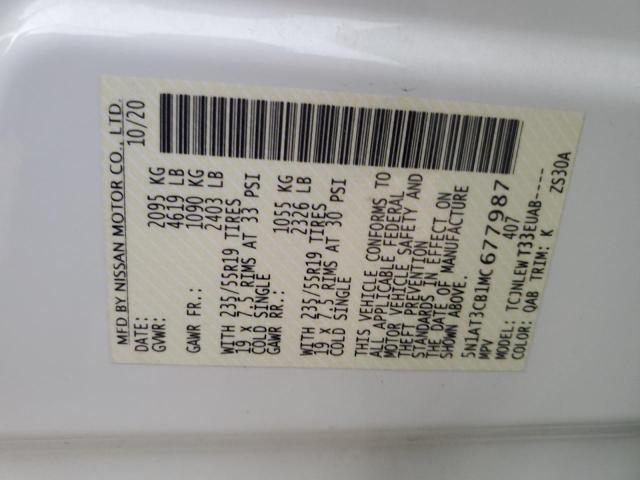 MFD BY NISSAN MOTOR CO., LTD.
DATE: 10/20
GVWR: 2095 KG
4619 LB
GAWR FR.: 1090 KG
2403 LB
WITH 235/55R19 TIRES
19 X 7.5 RIMS AT 33 PSI
COLD SINGLE
GAWR RR.: 1055 KG
2326 LB
WITH 235/55R19 TIRES
19 X 7.5 RIMS AT 30 PSI
COLD SINGLE
THIS VEHICLE CONFORMS TO
ALL APPLICABLE FEDERAL
MOTOR VEHICLE SAFETY AND
THEFT PREVENTION
STANDARDS IN EFFECT ON
THE DATE OF MANUFACTURE
SHOWN ABOVE.
5N1AT3CB1MC677987
MPV 407
MODEL: TCJNLEWT33EUAB-----
COLOR: QAB TRIM: K ZS30A